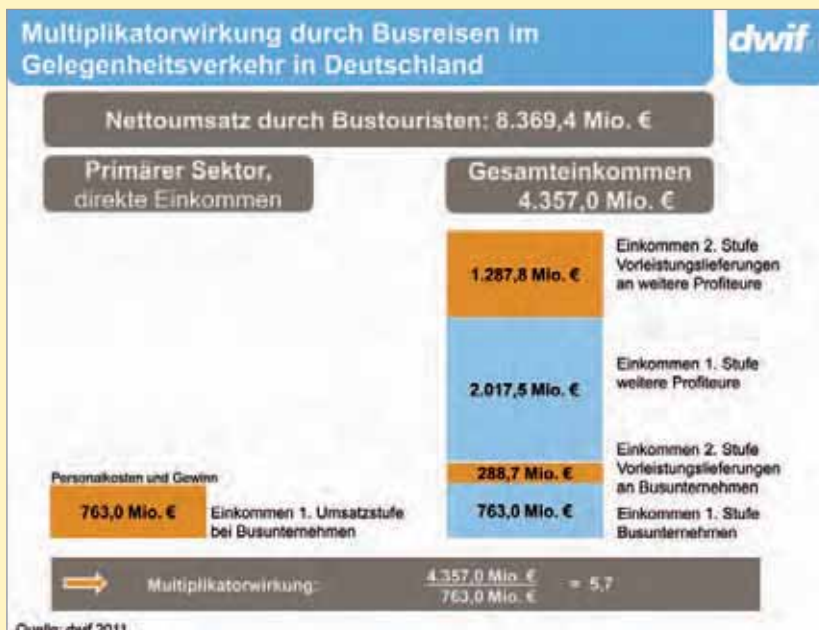 Multiplikatorwirkung durch Busreisen im
Gelegenheitsverkehr in Deutschland
dwif
Nettoumsatz durch Bustouristen: 8.369,4 Mio. €
Primärer Sektor,
direkte Einkommen
Gesamteinkommen
4.357,0 Mio. €
1.287,8 Mio. €
Einkommen 2. Stufe
Vorleistungslieferungen
an weitere Profiteure
2.017,5 Mio. €
Einkommen 1. Stufe
weitere Profiteure
288,7 Mio. €
Einkommen 2. Stufe
Vorleistungslieferungen
an Busunternehmen
Personalkosten und Gewinn
763,0 Mio. €
Einkommen 1. Umsatzstufe
bei Busunternehmen
763,0 Mio. €
Einkommen 1. Stufe
Busunternehmen
Multiplikatorwirkung:
4.357,0 Mio. €
763,0 Mio. €
= 5,7
Quelle: dwif 2011